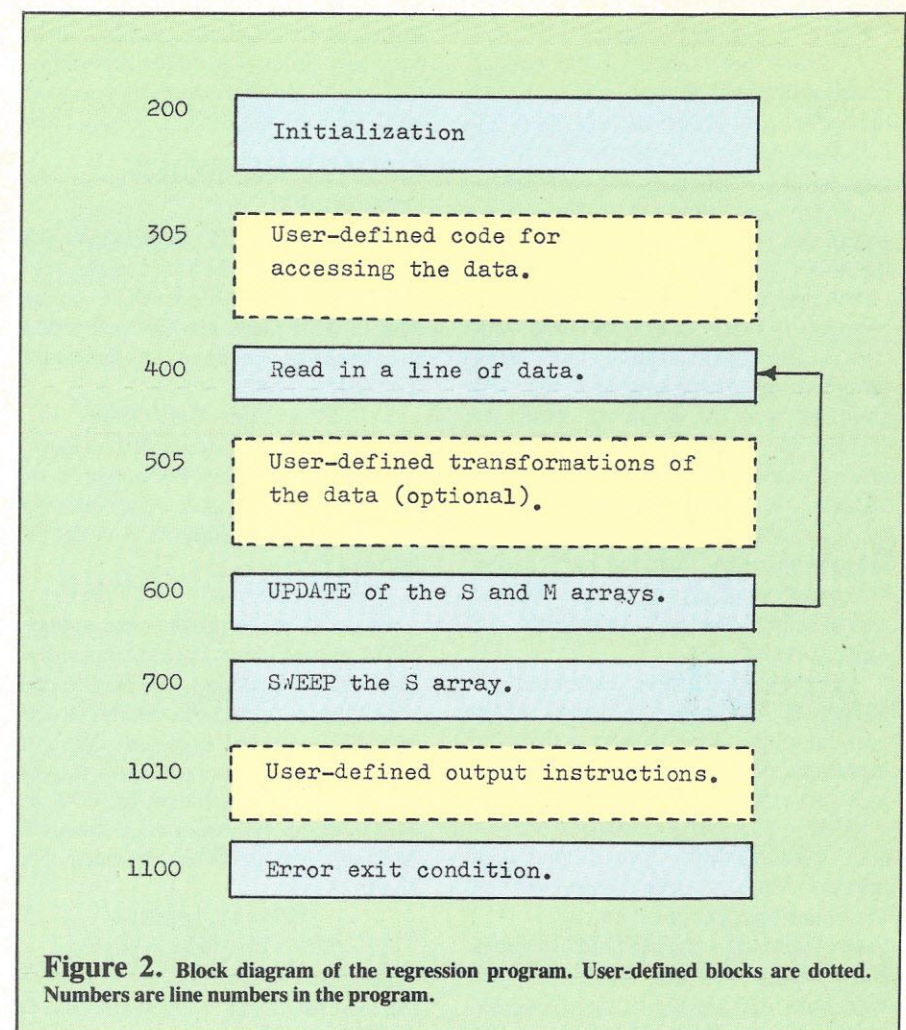 200
Initialization
305
User-defined code for
accessing the data.
400
Read in a line of data.
505
User-defined transformations of
the data (optional).
600
UPDATE of the S and M arrays.
700
SWEEP the S array.
1010
User-defined output instructions.
1100
Error exit condition.
Figure 2. Block diagram of the regression program. User-defined blocks are dotted.
Numbers are line numbers in the program.